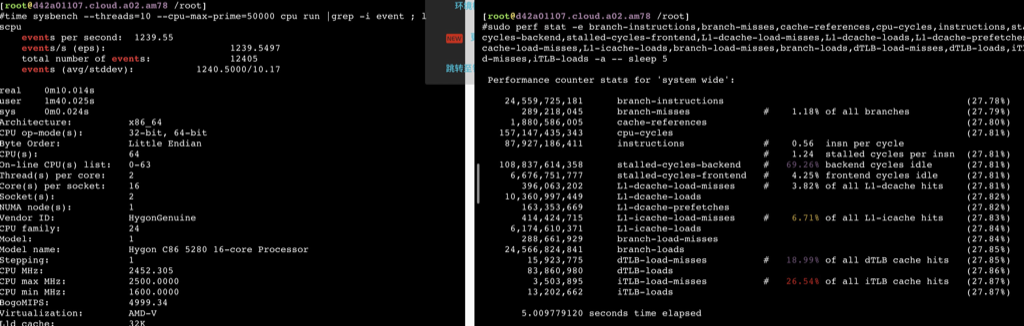 [root@d42a01107.cloud.a02.am78 /root]
#time sysbench --threads=10 --cpu-max-prime=50000 cpu run |grep -i event ; l
scpu
events per second: 1239.55
events/s (eps): 1239.5497
total number of events: 12405
events (avg/stddev): 1240.5000/10.17
real 0m10.014s
user 1m40.025s
sys 0m0.024s
Architecture: x86_64
CPU op-mode(s): 32-bit, 64-bit
Byte Order: Little Endian
CPU(s): 64
On-line CPU(s) list: 0-63
Thread(s) per core: 2
Core(s) per socket: 16
Socket(s): 2
NUMA node(s): 1
Vendor ID: HygonGenuine
CPU family: 24
Model: 1
Model name: Hygon C86 5280 16-core Processor
Stepping: 1
CPU MHz: 2452.305
CPU max MHz: 2500.0000
CPU min MHz: 1600.0000
BogoMIPS: 4999.34
Virtualization: AMD-V
L1d cache: 32K
环境
NEW
[root@d42a01107.cloud.a02.am78 /root]
#sudo perf stat -e branch-instructions,branch-misses,cache-references,cpu-cycles,instructions,sta
cycles-backend,stalled-cycles-frontend,L1-dcache-load-misses,L1-dcache-loads,L1-dcache-prefetches
cache-load-misses,L1-icache-loads,branch-load-misses,branch-loads,dTLB-load-misses,dTLB-loads,iT
d-misses,iTLB-loads -a -- sleep 5
Performance counter stats for 'system wide':
24,559,725,181 branch-instructions (27.78%)
289,218,045 branch-misses # 1.18% of all branches (27.79%)
1,880,586,005 cache-references (27.80%)
157,147,435,343 cpu-cycles (27.81%)
87,927,186,411 instructions # 0.56 insn per cycle
# 1.24 stalled cycles per insn (27.81%)
108,837,614,358 stalled-cycles-backend # 69.26% backend cycles idle (27.81%)
6,676,751,777 stalled-cycles-frontend # 4.25% frontend cycles idle (27.81%)
396,063,202 L1-dcache-load-misses # 3.82% of all L1-dcache hits (27.81%)
10,360,997,449 L1-dcache-loads (27.82%)
163,353,669 L1-dcache-prefetches (27.82%)
414,424,715 L1-icache-load-misses # 6.71% of all L1-icache hits (27.83%)
6,174,610,371 L1-icache-loads (27.84%)
288,661,929 branch-load-misses (27.84%)
24,566,824,841 branch-loads (27.85%)
15,923,775 dTLB-load-misses # 18.99% of all dTLB cache hits (27.85%)
83,860,980 dTLB-loads (27.86%)
3,503,895 iTLB-load-misses # 26.54% of all iTLB cache hits (27.87%)
13,202,662 iTLB-loads (27.87%)
5.009779120 seconds time elapsed